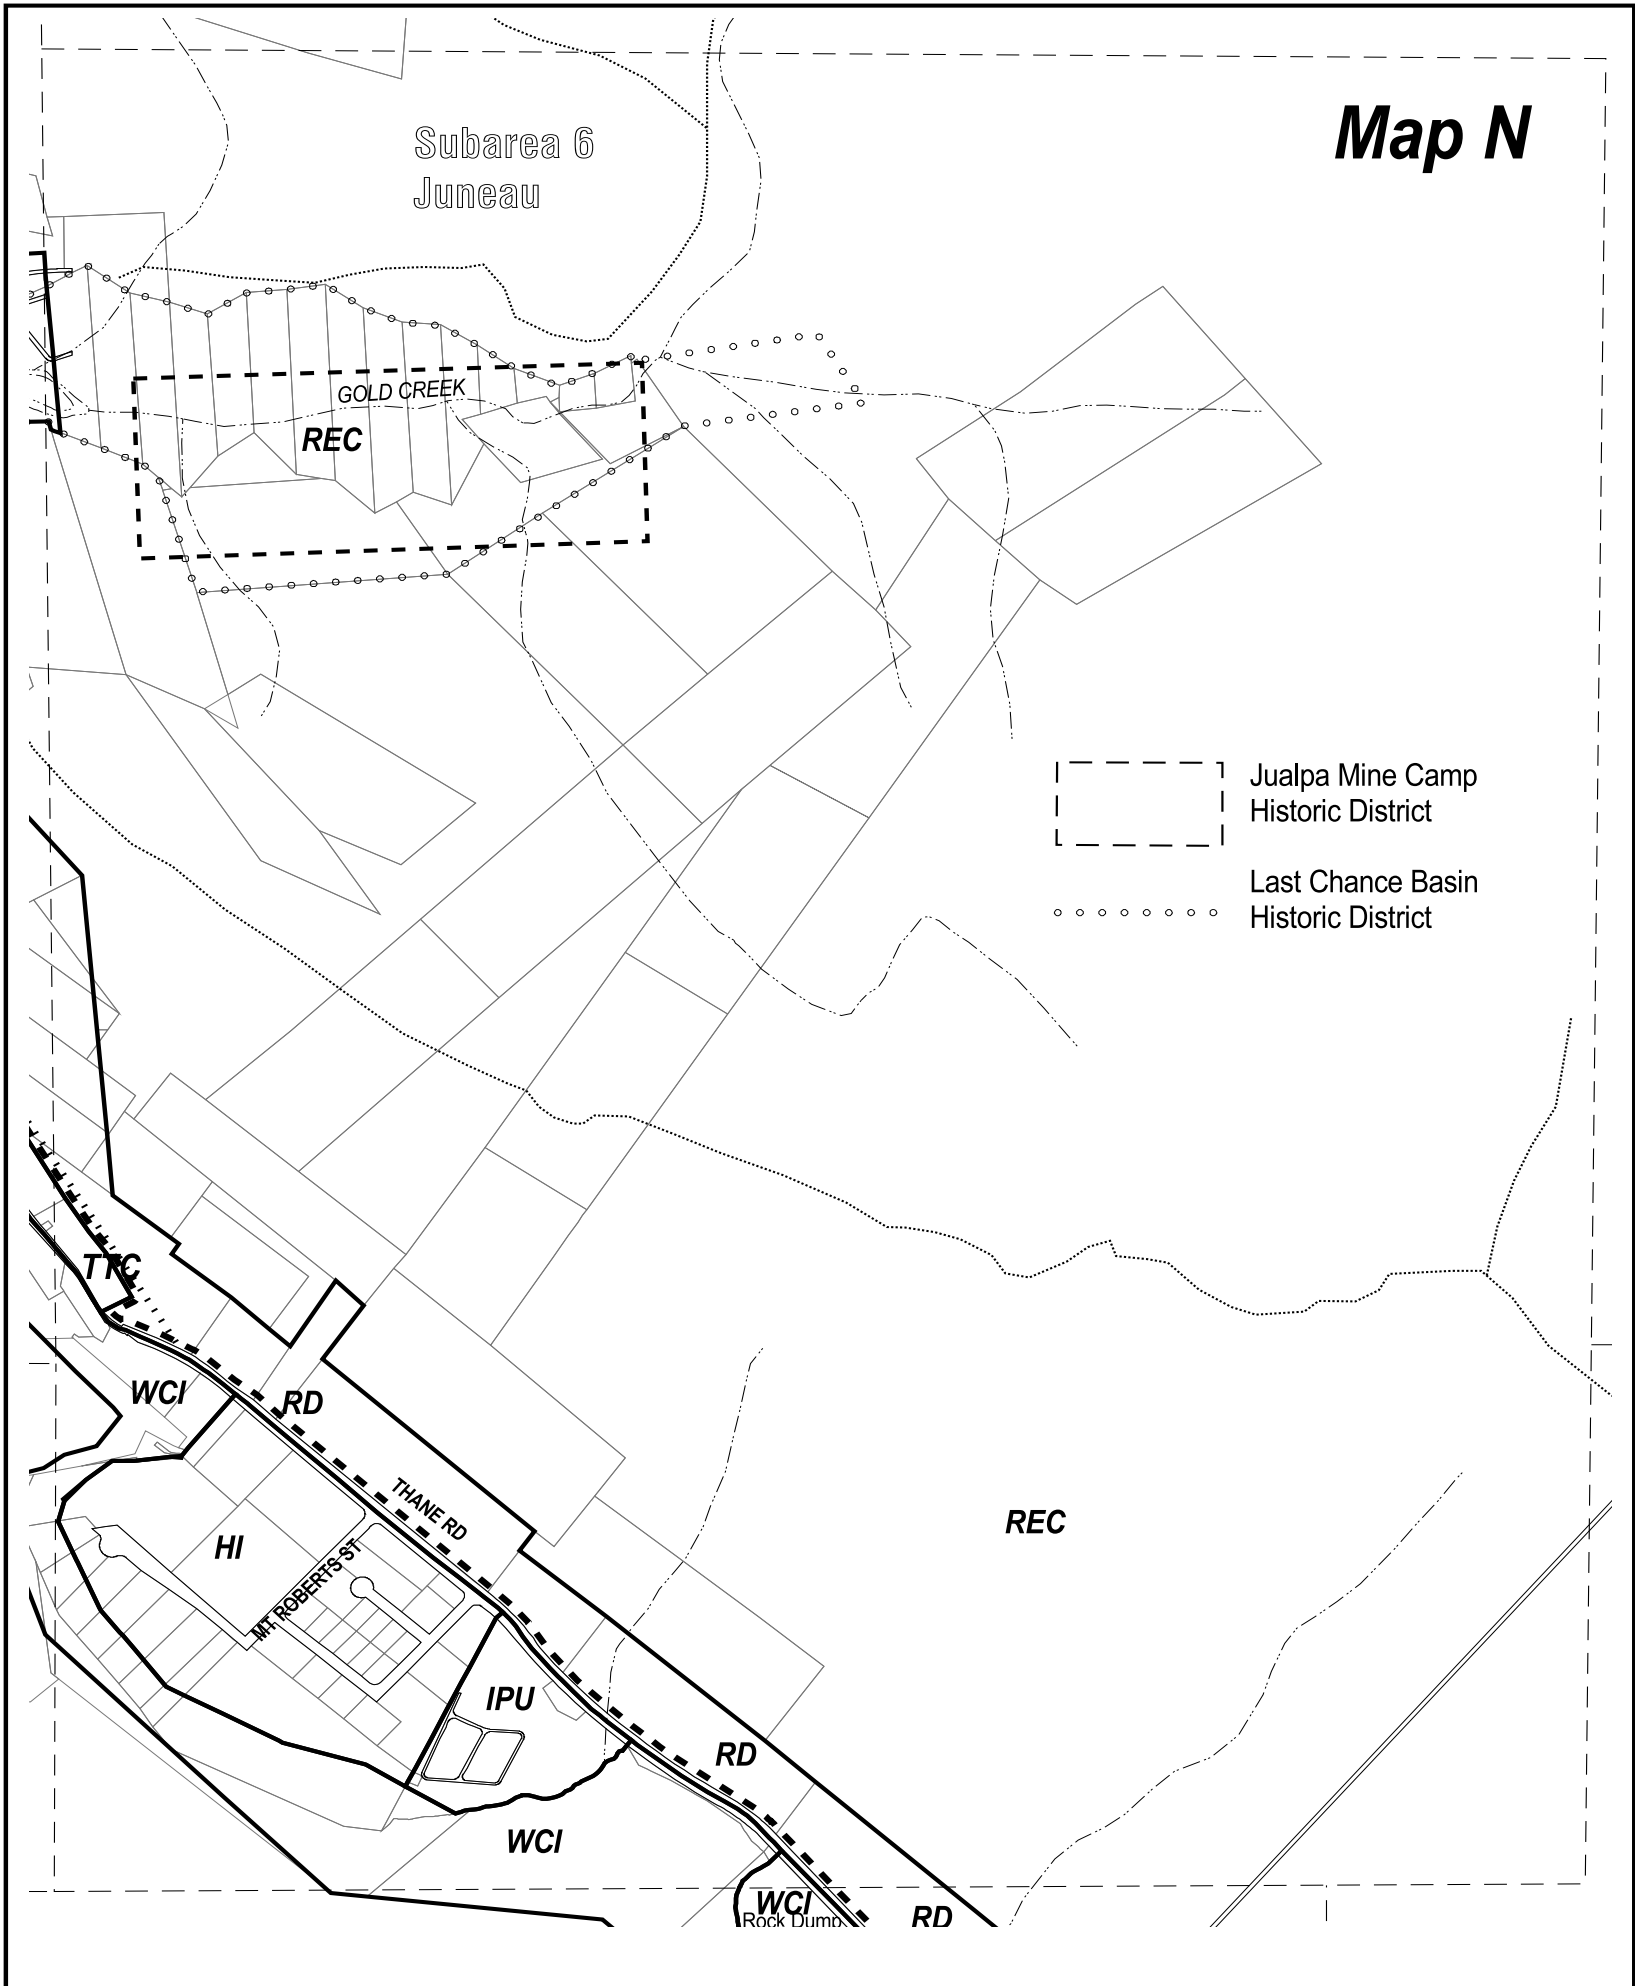 Map N
Subarea 6
Juneau
GOLD CREEK
REC
Jualpa Mine Camp
Historic District
Last Chance Basin
Historic District
TTC
WCI
RD
THANE RD
REC
HI
MT ROBERTS ST
IPU
RD
WCI
WCI
Rock Dump
RD